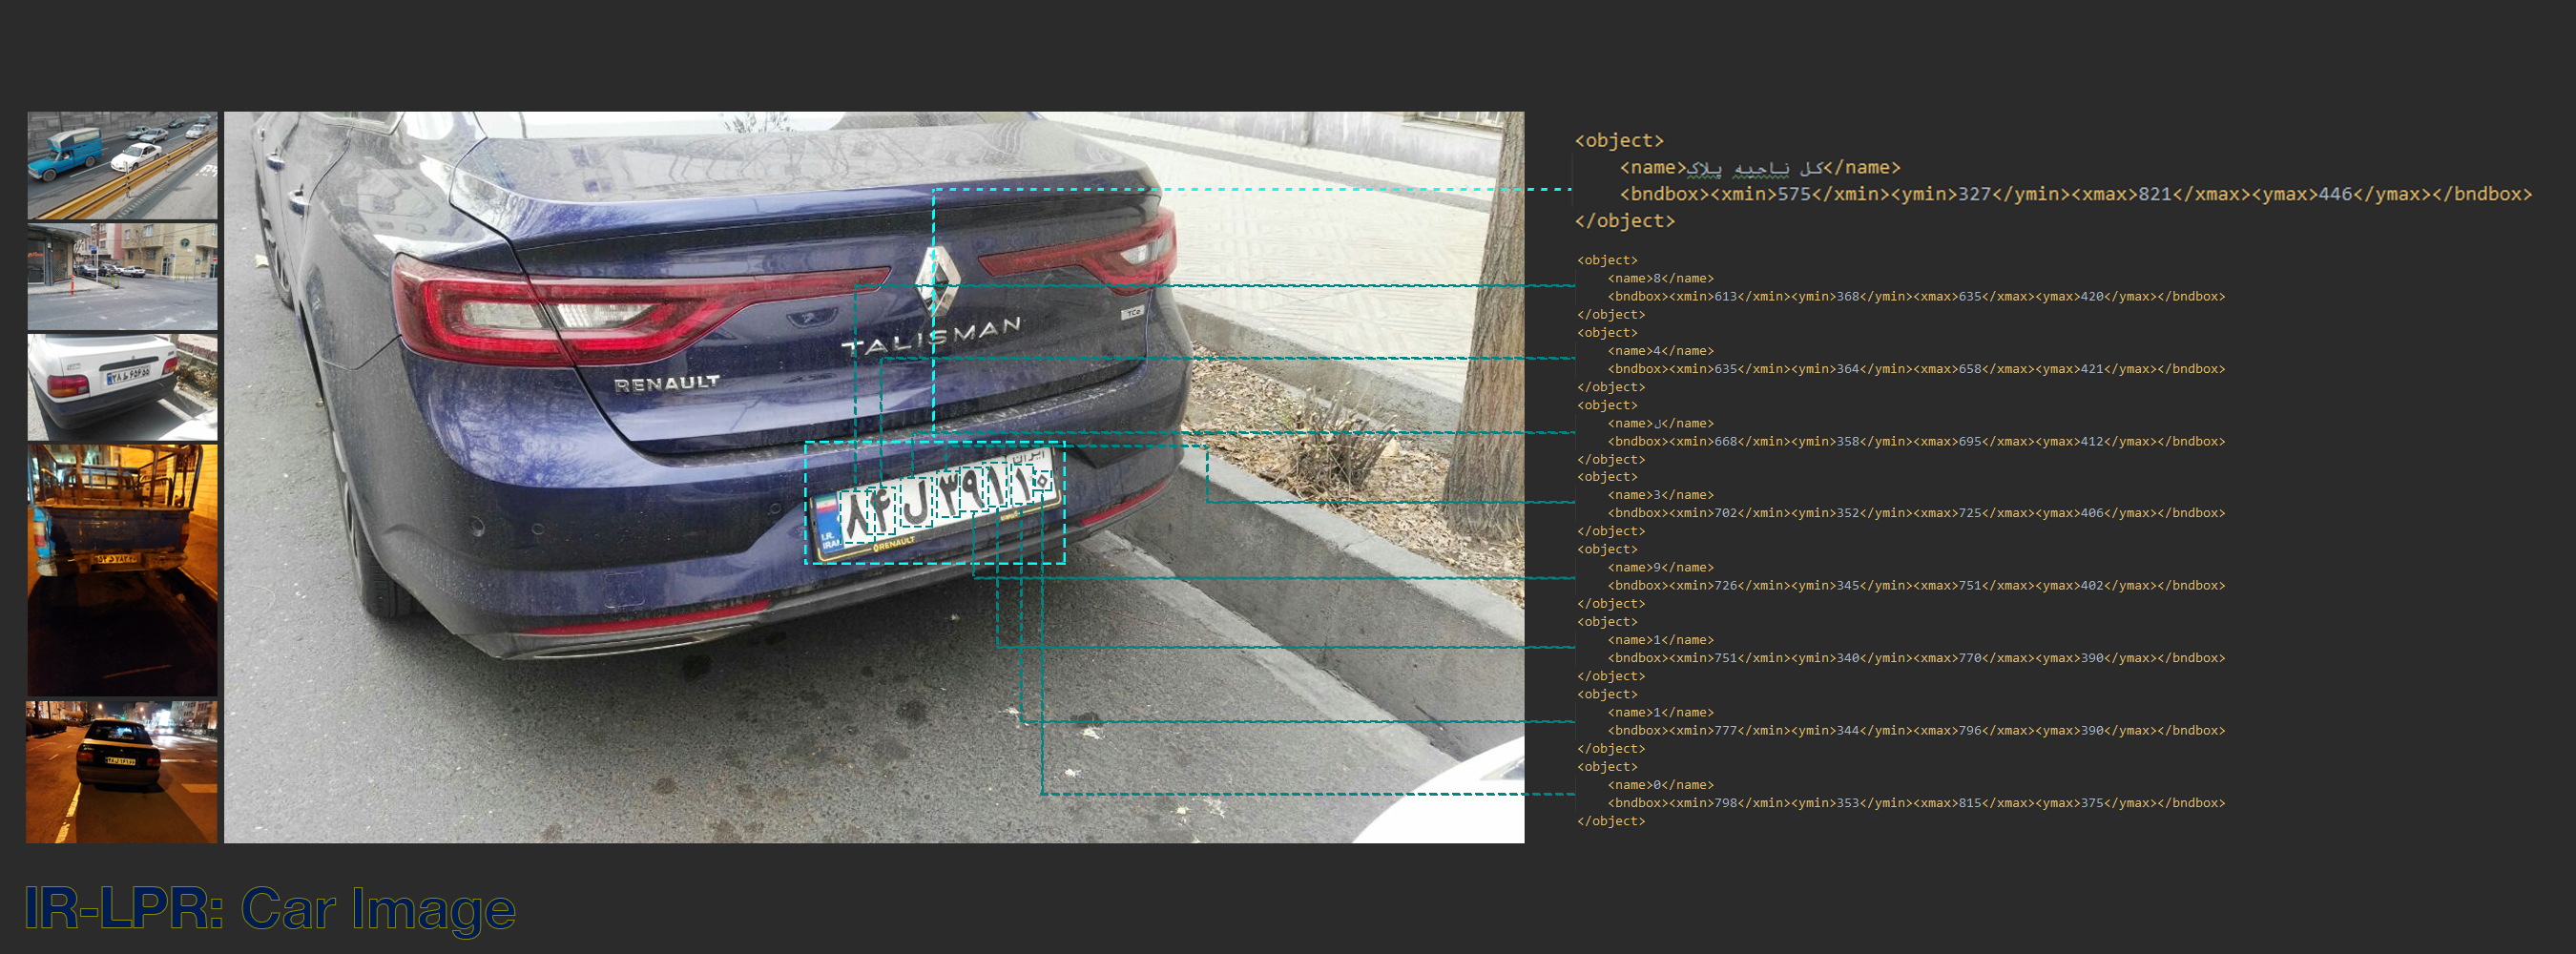 TALISMAN
TCe
RENAULT
ایران
۸۴ ل ۳۹۱ ۱۰
I.R.
IRAN
RENAULT
<object>
<name>کل ناحیه پلاک</name>
<bndbox><xmin>575</xmin><ymin>327</ymin><xmax>821</xmax><ymax>446</ymax></bndbox>
</object>
<object>
<name>8</name>
<bndbox><xmin>613</xmin><ymin>368</ymin><xmax>635</xmax><ymax>420</ymax></bndbox>
</object>
<object>
<name>4</name>
<bndbox><xmin>635</xmin><ymin>364</ymin><xmax>658</xmax><ymax>421</ymax></bndbox>
</object>
<object>
<name>ل</name>
<bndbox><xmin>668</xmin><ymin>358</ymin><xmax>695</xmax><ymax>412</ymax></bndbox>
</object>
<object>
<name>3</name>
<bndbox><xmin>702</xmin><ymin>352</ymin><xmax>725</xmax><ymax>406</ymax></bndbox>
</object>
<object>
<name>9</name>
<bndbox><xmin>726</xmin><ymin>345</ymin><xmax>751</xmax><ymax>402</ymax></bndbox>
</object>
<object>
<name>1</name>
<bndbox><xmin>751</xmin><ymin>340</ymin><xmax>770</xmax><ymax>390</ymax></bndbox>
</object>
<object>
<name>1</name>
<bndbox><xmin>777</xmin><ymin>344</ymin><xmax>796</xmax><ymax>390</ymax></bndbox>
</object>
<object>
<name>0</name>
<bndbox><xmin>798</xmin><ymin>353</ymin><xmax>815</xmax><ymax>375</ymax></bndbox>
</object>
IR-LPR: Car Image